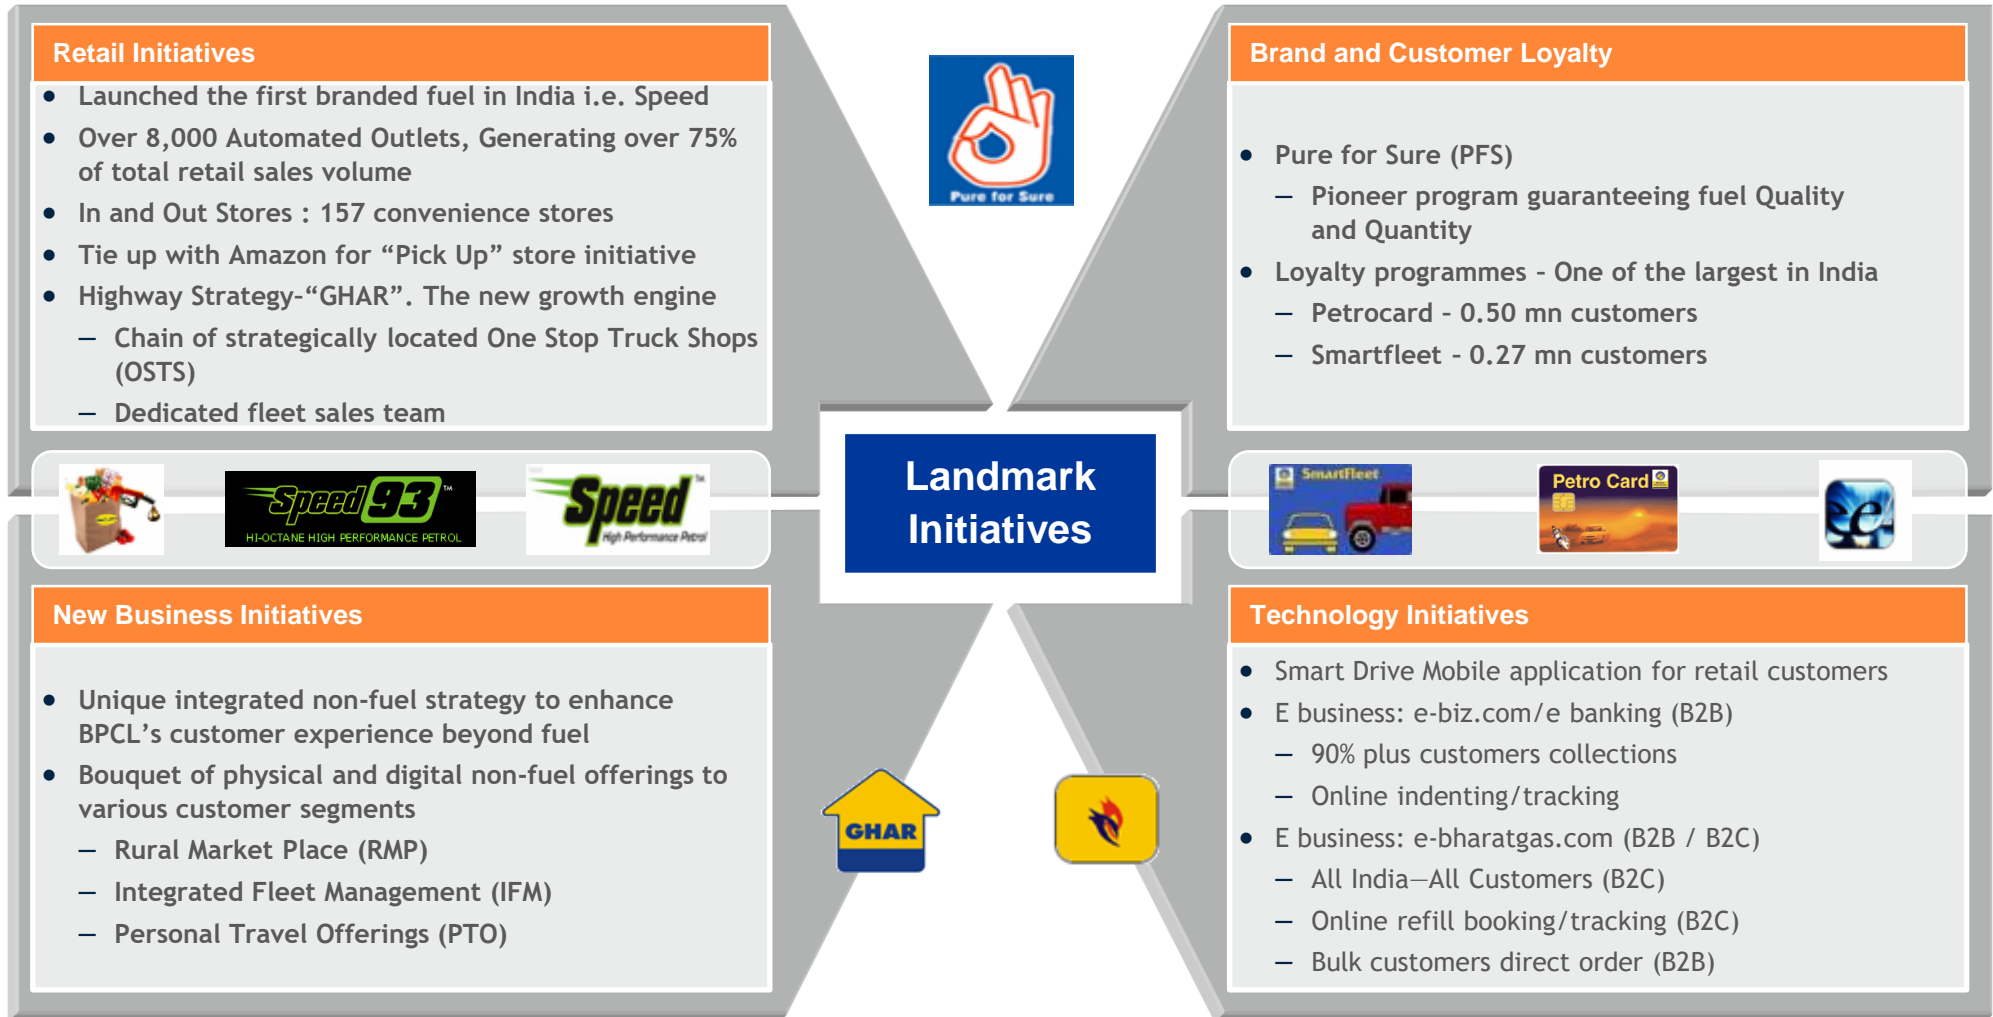 Retail Initiatives
• Launched the first branded fuel in India i.e. Speed
• Over 8,000 Automated Outlets, Generating over 75%
of total retail sales volume
• In and Out Stores : 157 convenience stores
• Tie up with Amazon for “Pick Up” store initiative
• Highway Strategy–“GHAR”. The new growth engine
— Chain of strategically located One Stop Truck Shops
(OSTS)
— Dedicated fleet sales team
Pure for Sure
Brand and Customer Loyalty
• Pure for Sure (PFS)
— Pioneer program guaranteeing fuel Quality
and Quantity
• Loyalty programmes – One of the largest in India
— Petrocard – 0.50 mn customers
— Smartfleet – 0.27 mn customers
Speed 93™
HI-OCTANE HIGH PERFORMANCE PETROL
Speed™
High Performance Petrol
Landmark
Initiatives
SmartFleet
Petro Card
e
New Business Initiatives
• Unique integrated non-fuel strategy to enhance
BPCL’s customer experience beyond fuel
• Bouquet of physical and digital non-fuel offerings to
various customer segments
— Rural Market Place (RMP)
— Integrated Fleet Management (IFM)
— Personal Travel Offerings (PTO)
GHAR
Technology Initiatives
• Smart Drive Mobile application for retail customers
• E business: e-biz.com/e banking (B2B)
— 90% plus customers collections
— Online indenting/tracking
• E business: e-bharatgas.com (B2B / B2C)
— All India—All Customers (B2C)
— Online refill booking/tracking (B2C)
— Bulk customers direct order (B2B)